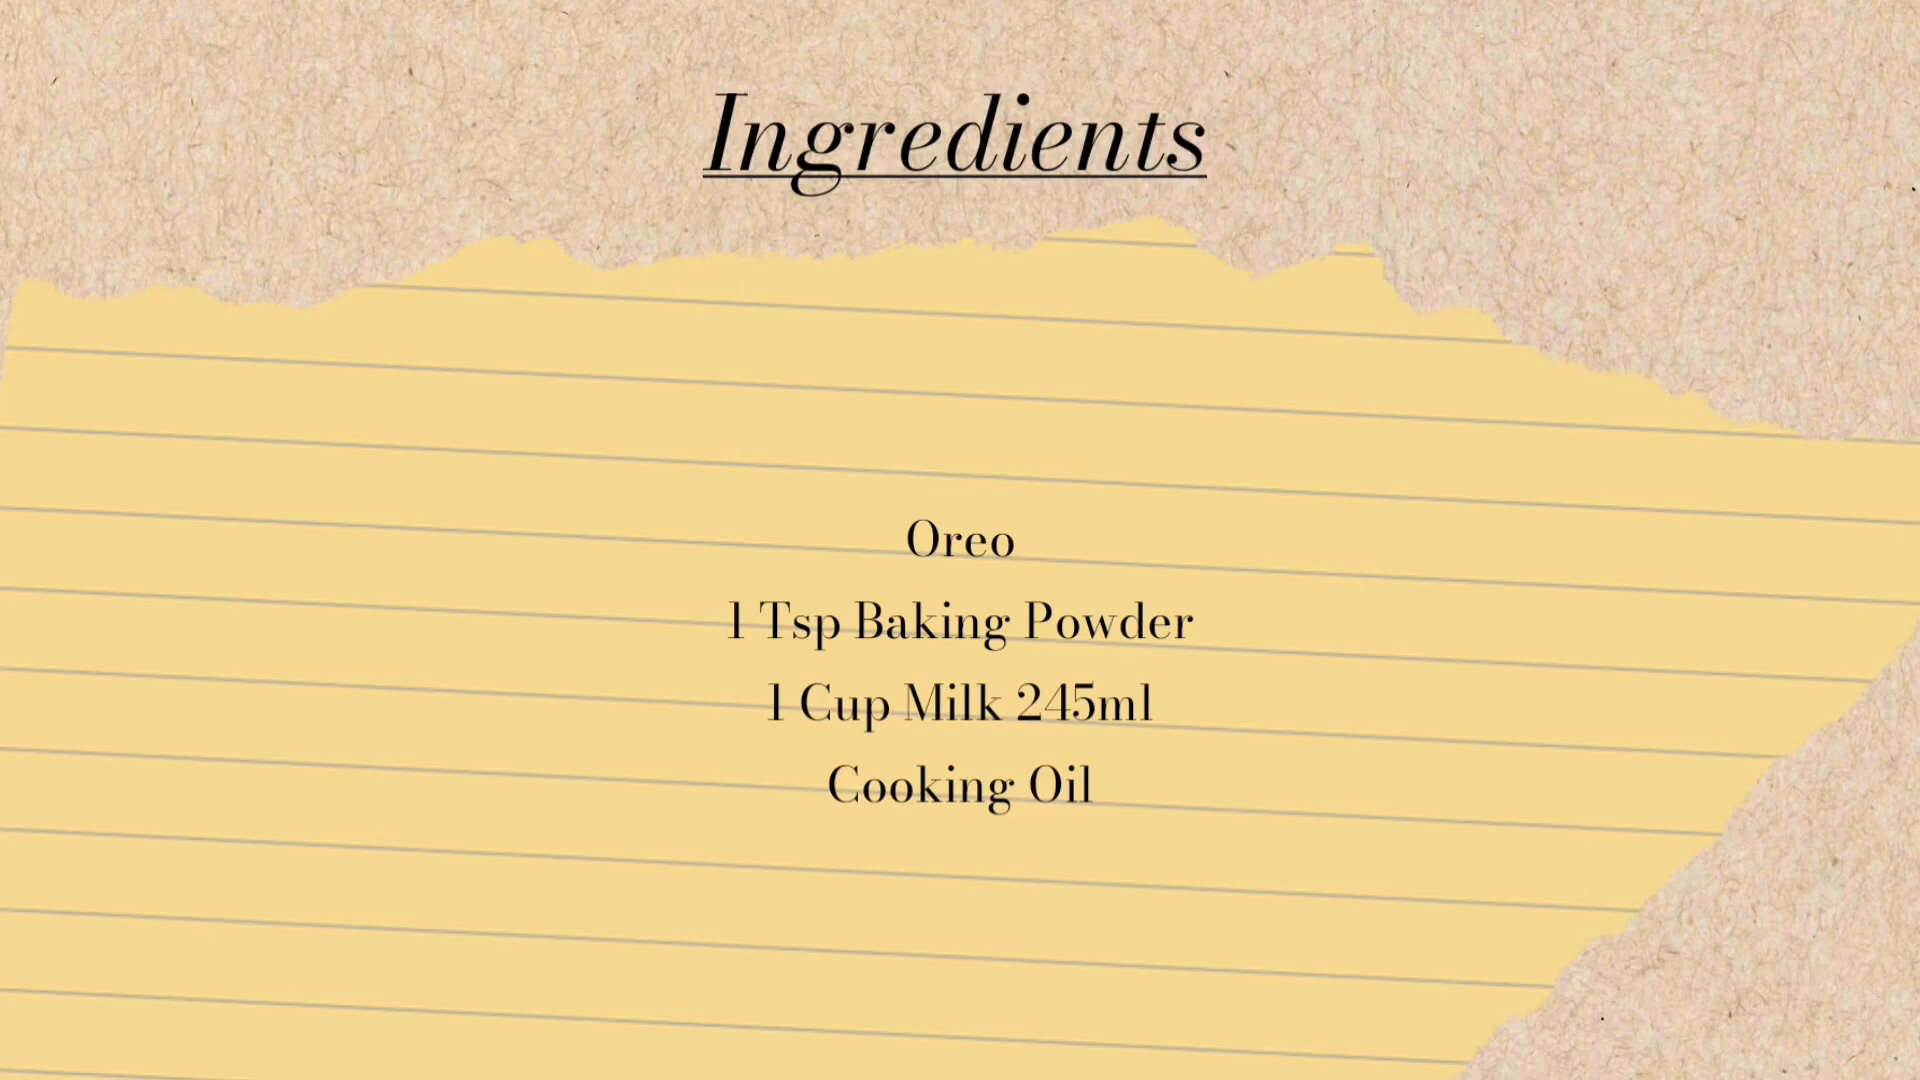 Ingredients
Oreo
1 Tsp Baking Powder
1 Cup Milk 245ml
Cooking Oil